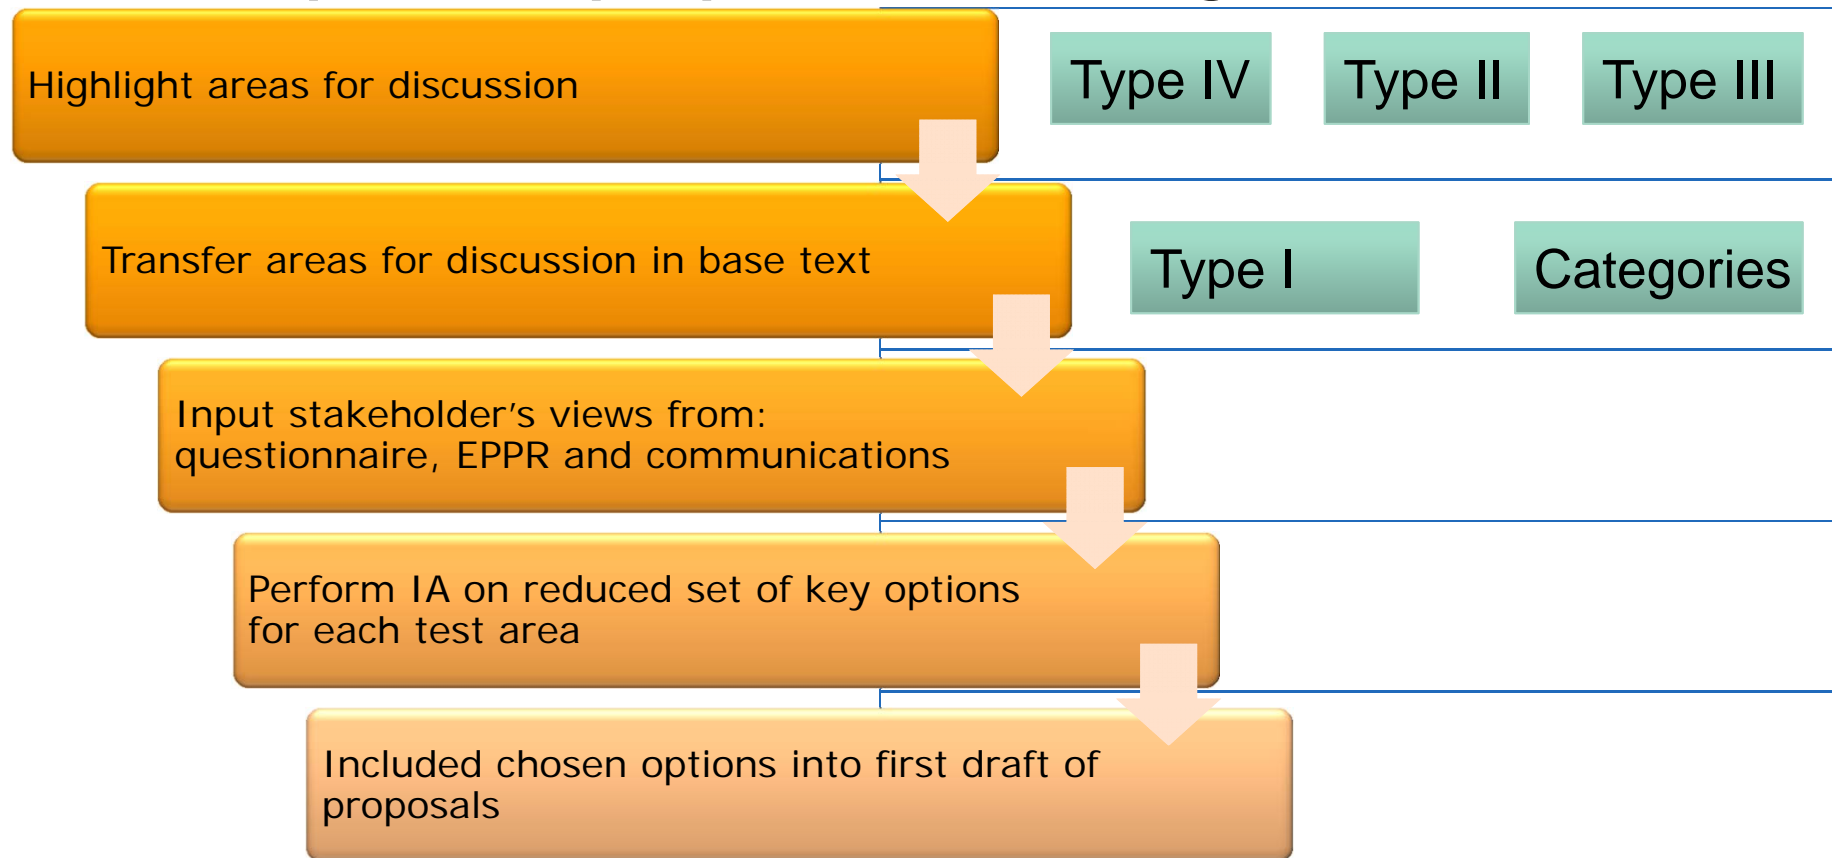 Highlight areas for discussion
Type IV
Type II
Type III
Transfer areas for discussion in base text
Type I
Categories
Input stakeholder’s views from:
questionnaire, EPPR and communications
Perform IA on reduced set of key options
for each test area
Included chosen options into first draft of
proposals